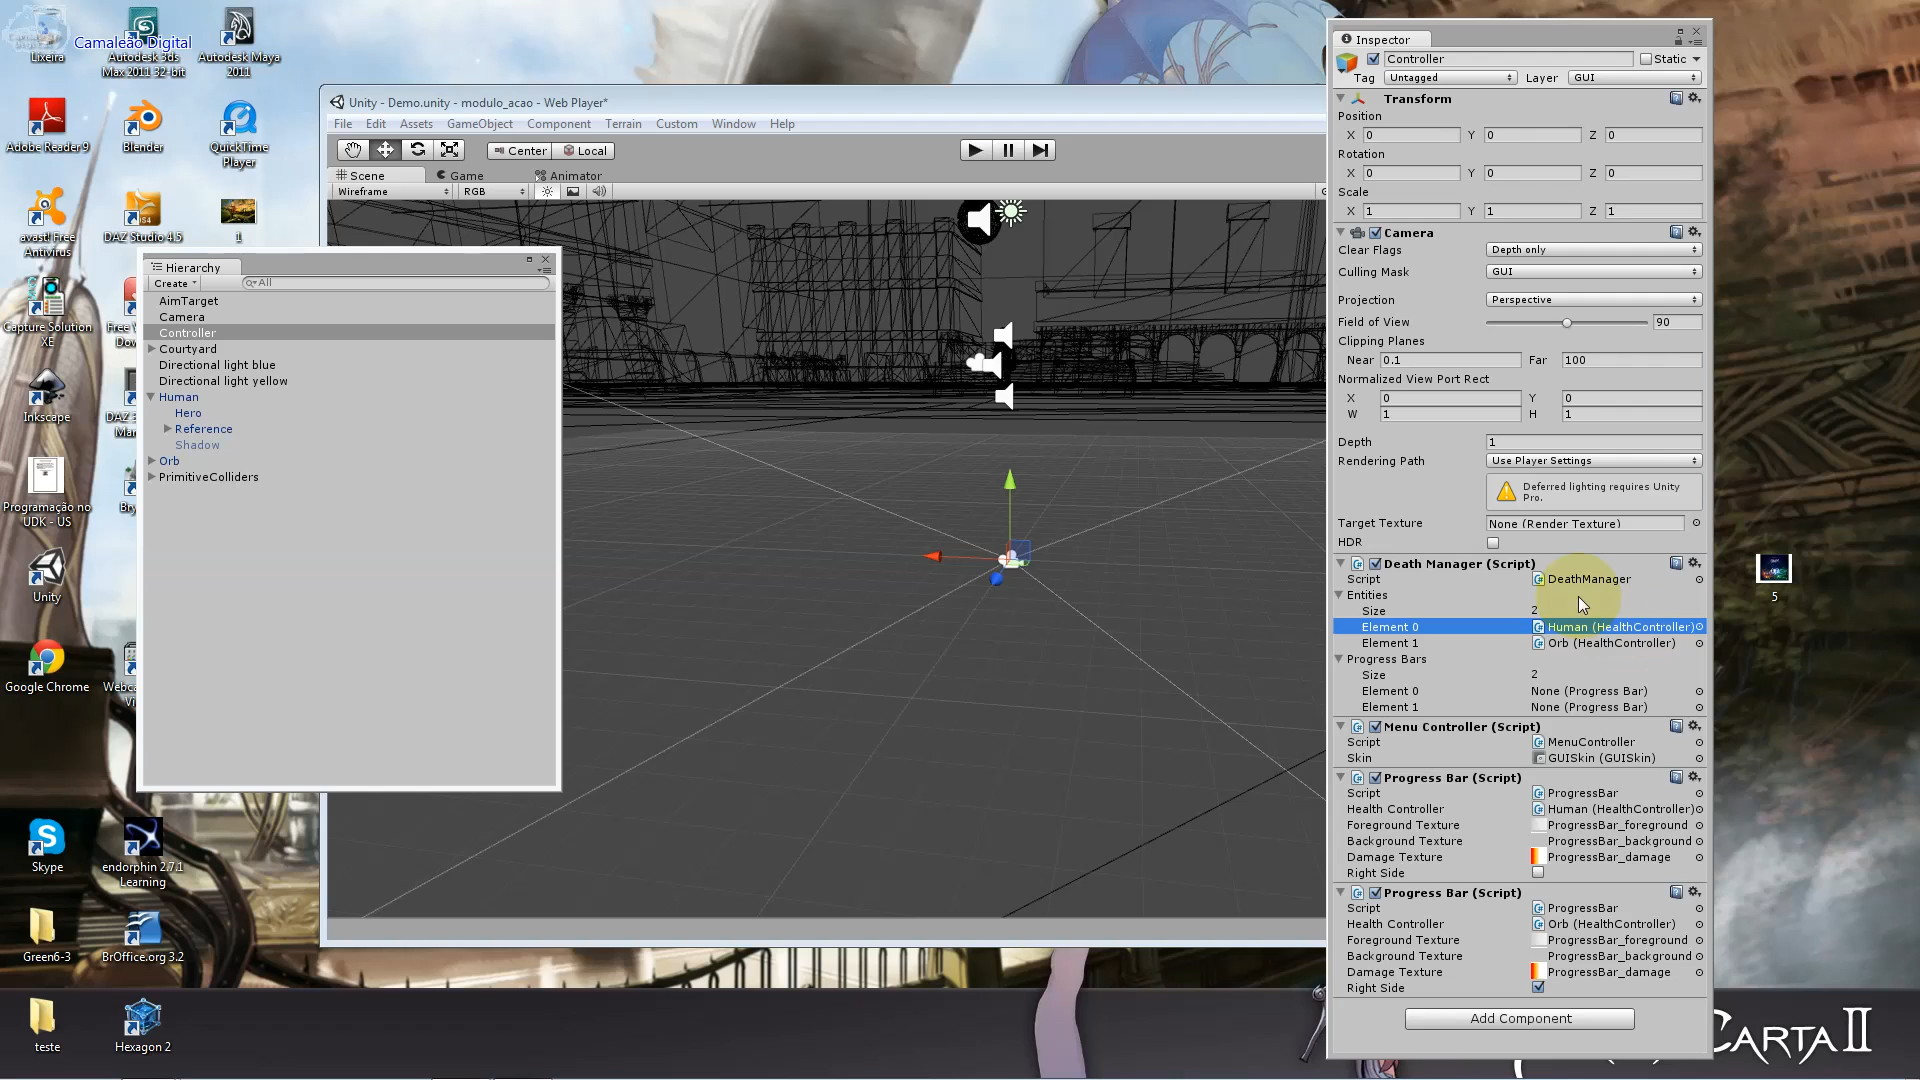 Lixeira
Camaleão Digital
Autodesk 3ds
Max 2011 32-bit
Autodesk Maya
2011
Adobe Reader 9
Blender
QuickTime
Player
avast! Free
Antivirus
DAZ Studio 4.5
1
Capture Solution
XE
Free V
Dow
Inkscape
DAZ 3
Man
Programação no
UDK - US
Bry
Unity
Google Chrome
Webca
Vi
Skype
endorphin 2.7.1
Learning
Green6-3
BrOffice.org 3.2
teste
Hexagon 2
Unity - Demo.unity - modulo_acao - Web Player*
File Edit Assets GameObject Component Terrain Custom Window Help
Center Local
Scene Game Animator
Wireframe RGB G
Hierarchy
Create All
AimTarget
Camera
Controller
Courtyard
Directional light blue
Directional light yellow
Human
Hero
Reference
Shadow
Orb
PrimitiveColliders
Inspector
Controller Static
Tag Untagged Layer GUI
Transform
Position
X 0 Y 0 Z 0
Rotation
X 0 Y 0 Z 0
Scale
X 1 Y 1 Z 1
Camera
Clear Flags Depth only
Culling Mask GUI
Projection Perspective
Field of View 90
Clipping Planes
Near 0.1 Far 100
Normalized View Port Rect
X 0 Y 0
W 1 H 1
Depth 1
Rendering Path Use Player Settings
Deferred lighting requires Unity
Pro.
Target Texture None (Render Texture)
HDR
Death Manager (Script)
Script DeathManager
Entities
Size 2
Element 0 Human (HealthController)
Element 1 Orb (HealthController)
Progress Bars
Size 2
Element 0 None (Progress Bar)
Element 1 None (Progress Bar)
Menu Controller (Script)
Script MenuController
Skin GUISkin (GUISkin)
Progress Bar (Script)
Script ProgressBar
Health Controller Human (HealthController)
Foreground Texture ProgressBar_foreground
Background Texture ProgressBar_background
Damage Texture ProgressBar_damage
Right Side
Progress Bar (Script)
Script ProgressBar
Health Controller Orb (HealthController)
Foreground Texture ProgressBar_foreground
Background Texture ProgressBar_background
Damage Texture ProgressBar_damage
Right Side
Add Component
5
CARTA II